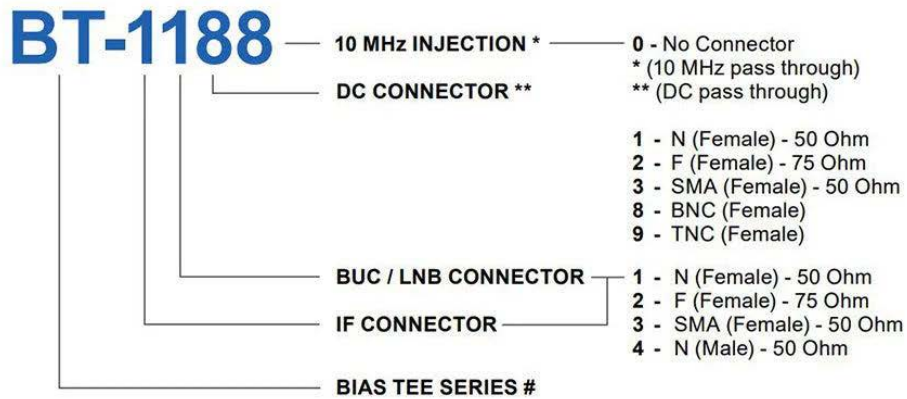 BT-1188
10 MHz INJECTION *
0 - No Connector
* (10 MHz pass through)
** (DC pass through)
DC CONNECTOR **
1 - N (Female) - 50 Ohm
2 - F (Female) - 75 Ohm
3 - SMA (Female) - 50 Ohm
8 - BNC (Female)
9 - TNC (Female)
BUC / LNB CONNECTOR
IF CONNECTOR
1 - N (Female) - 50 Ohm
2 - F (Female) - 75 Ohm
3 - SMA (Female) - 50 Ohm
4 - N (Male) - 50 Ohm
BIAS TEE SERIES #